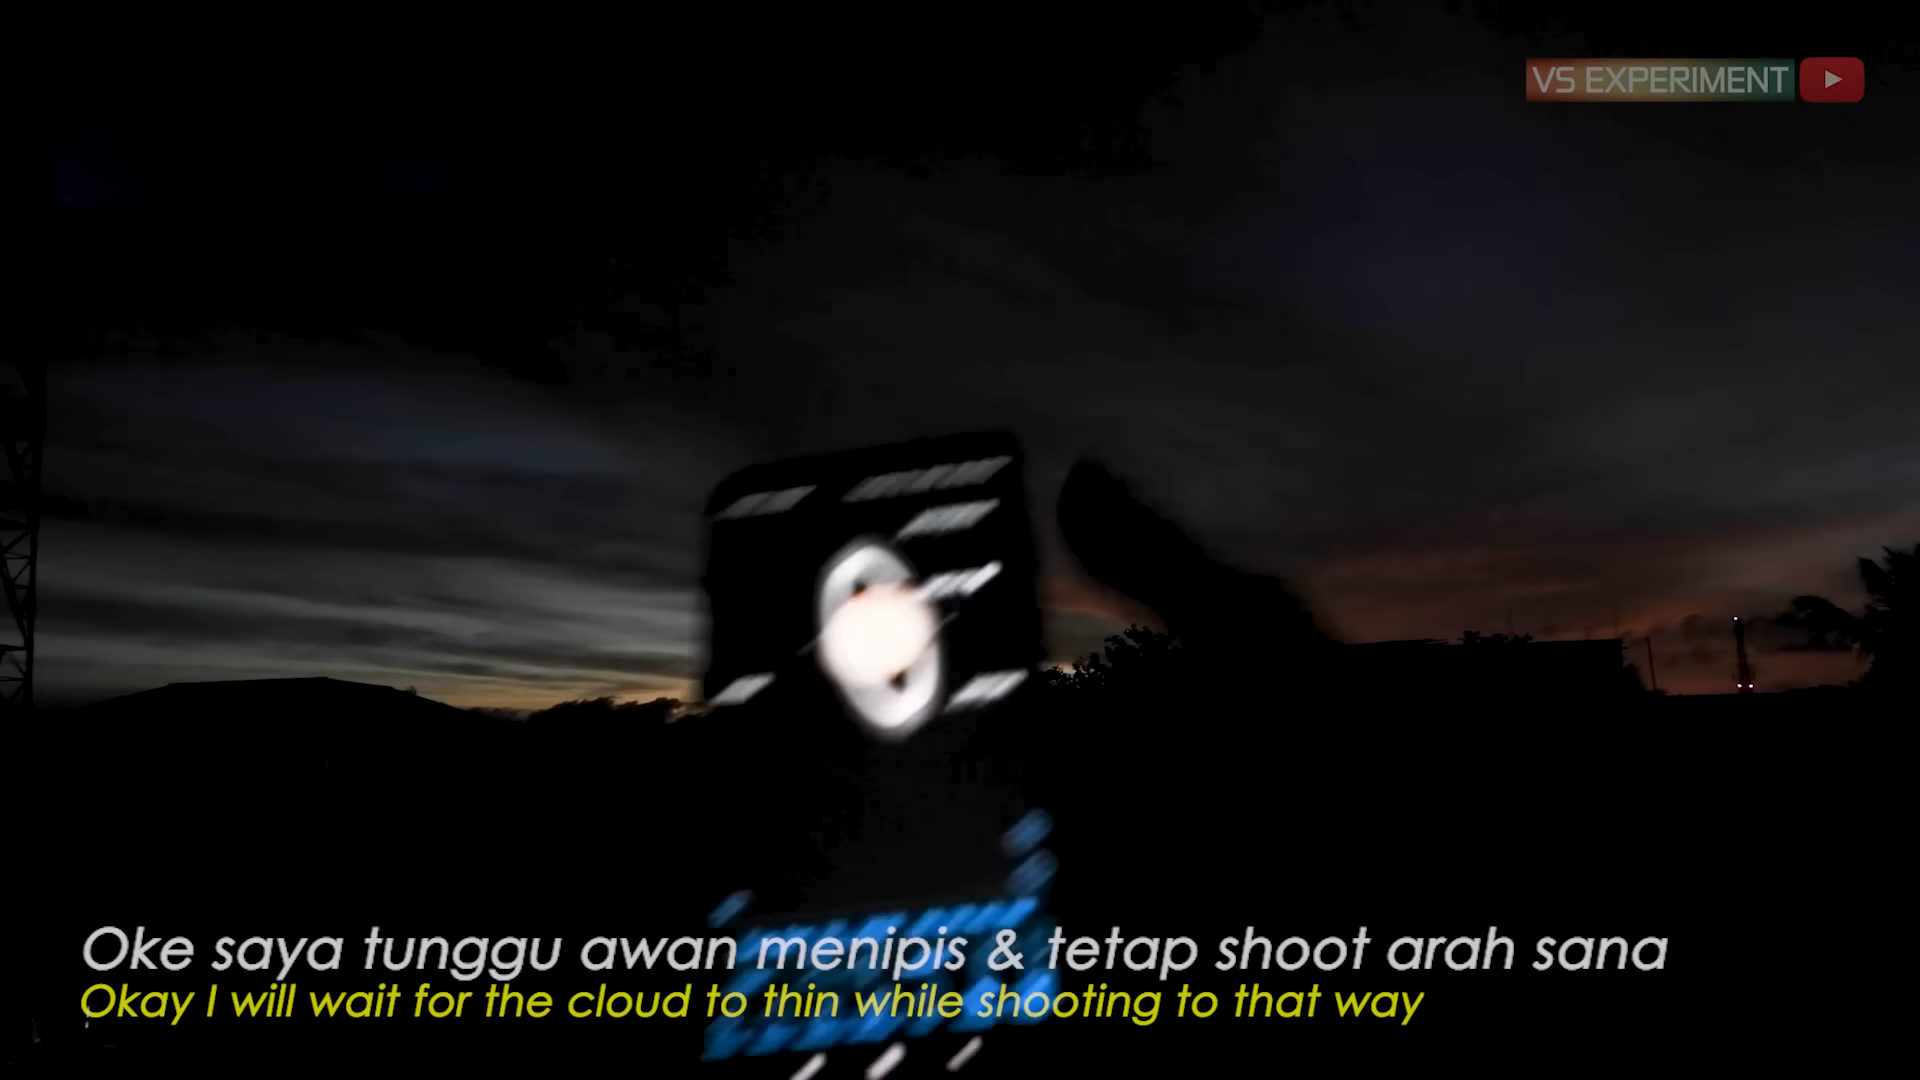 VS EXPERIMENT
Oke saya tunggu awan menipis & tetap shoot arah sana
Okay I will wait for the cloud to thin while shooting to that way